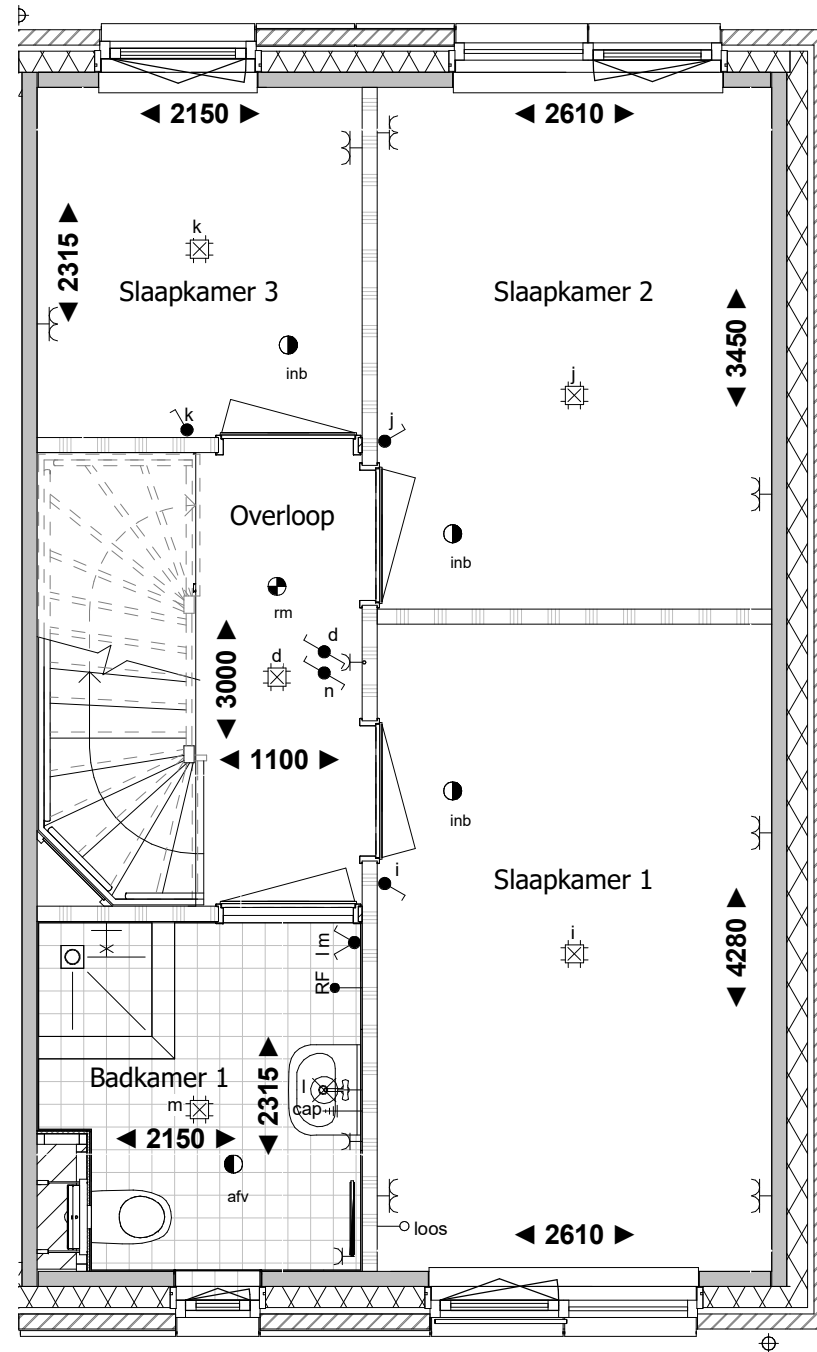 ◄ 2150 ►
◄ 2610 ►
k
◄ 2315 ►
Slaapkamer 3
Slaapkamer 2
◄ 3450 ►
inb
j
k
j
Overloop
inb
rm
d
◄ 3000 ►
d
n
◄ 1100 ►
inb
Slaapkamer 1
i
i
◄ 4280 ►
l m
RF
Badkamer 1
◄ 2315 ►
l
m
cap
◄ 2150 ►
afv
loos
◄ 2610 ►